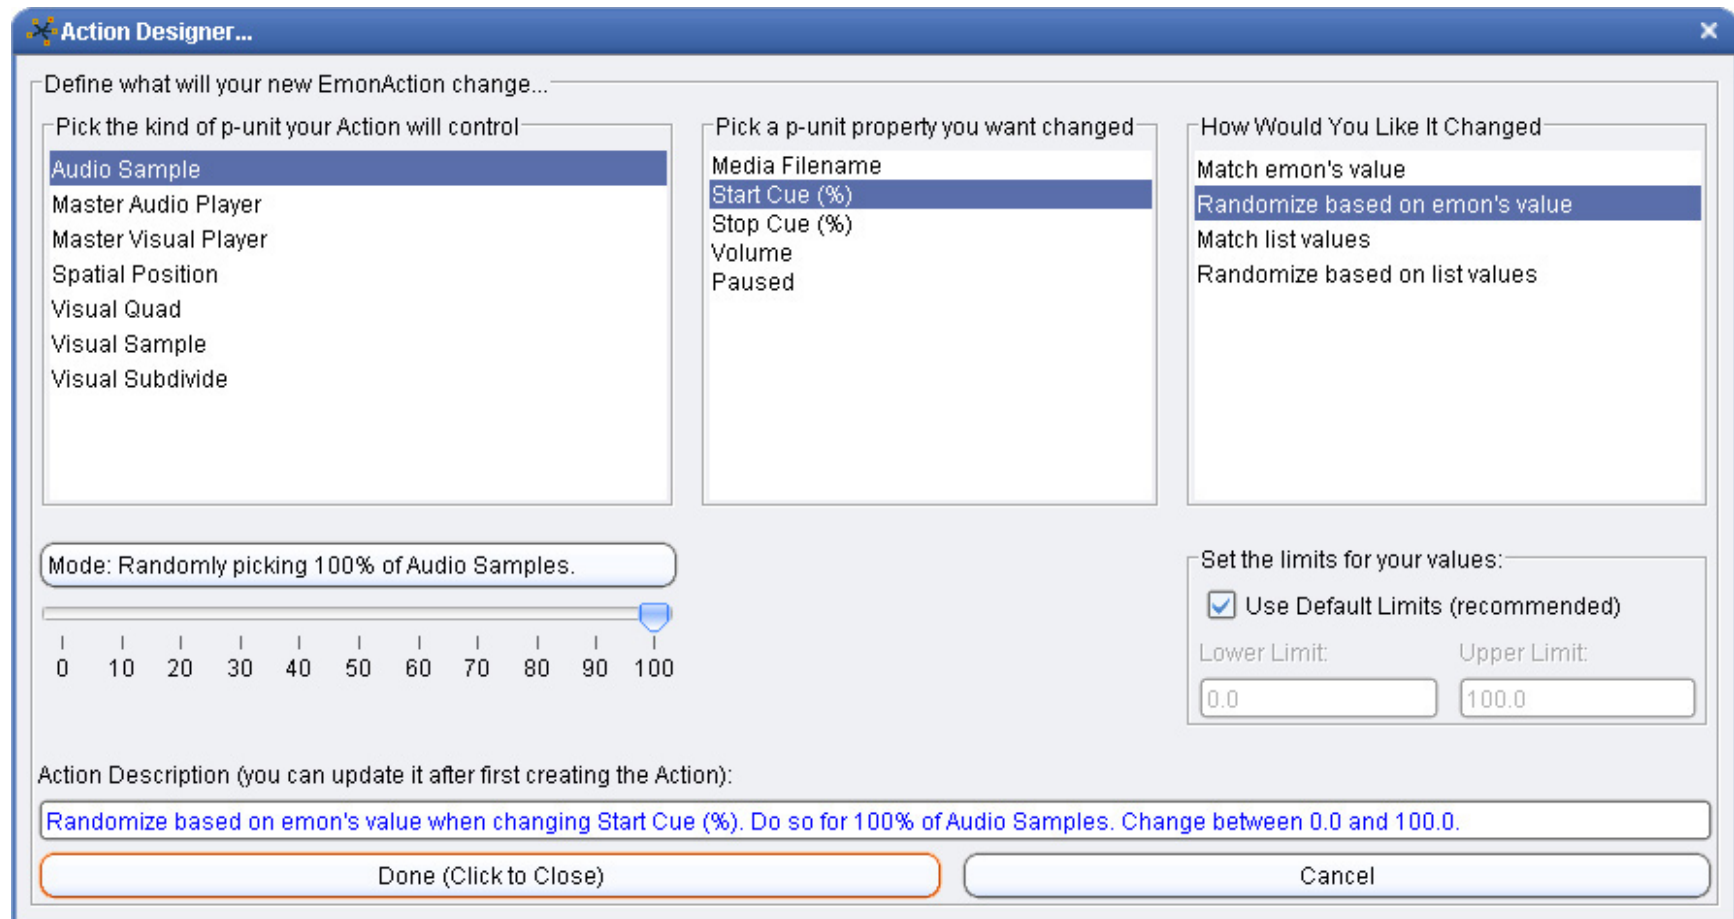 Action Designer...
Define what will your new EmonAction change...
Pick the kind of p-unit your Action will control
Audio Sample
Master Audio Player
Master Visual Player
Spatial Position
Visual Quad
Visual Sample
Visual Subdivide
Pick a p-unit property you want changed
Media Filename
Start Cue (%)
Stop Cue (%)
Volume
Paused
How Would You Like It Changed
Match emon's value
Randomize based on emon's value
Match list values
Randomize based on list values
Mode: Randomly picking 100% of Audio Samples.
0 10 20 30 40 50 60 70 80 90 100
Set the limits for your values:
Use Default Limits (recommended)
Lower Limit: Upper Limit:
0.0 100.0
Action Description (you can update it after first creating the Action):
Randomize based on emon's value when changing Start Cue (%). Do so for 100% of Audio Samples. Change between 0.0 and 100.0.
Done (Click to Close) Cancel